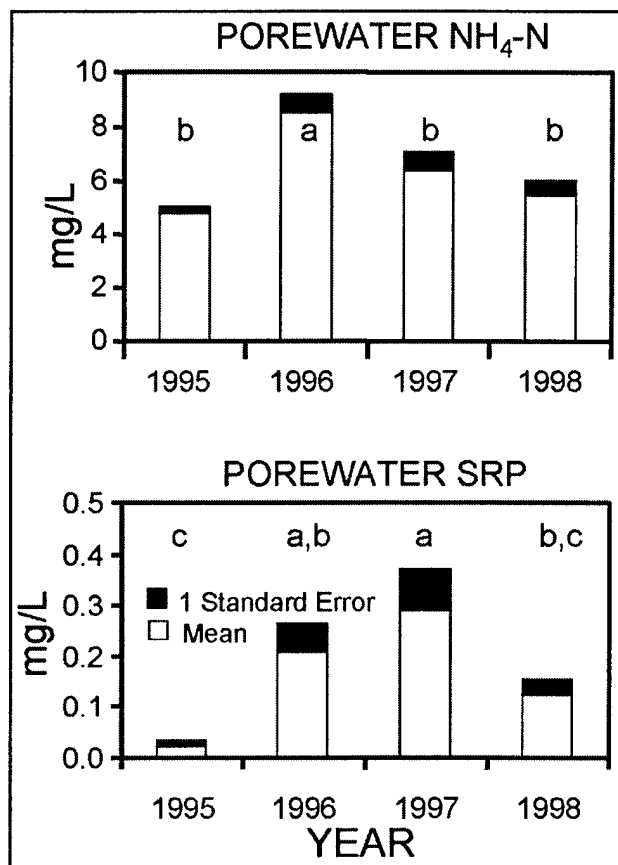 POREWATER NH₄-N
10
8
6
4
2
0
mg/L
b
a
b
b
1995
1996
1997
1998
POREWATER SRP
0.5
0.4
0.3
0.2
0.1
0.0
mg/L
c
a,b
a
b,c
1 Standard Error
Mean
1995
1996
1997
1998
YEAR